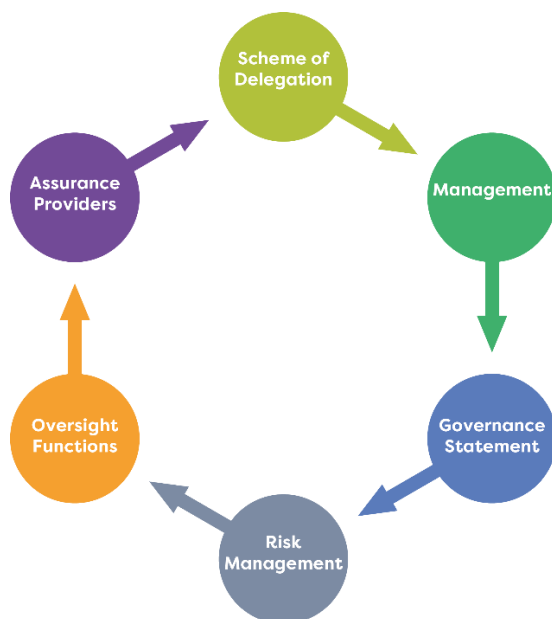 Scheme of
Delegation
Management
Governance
Statement
Risk
Management
Oversight
Functions
Assurance
Providers